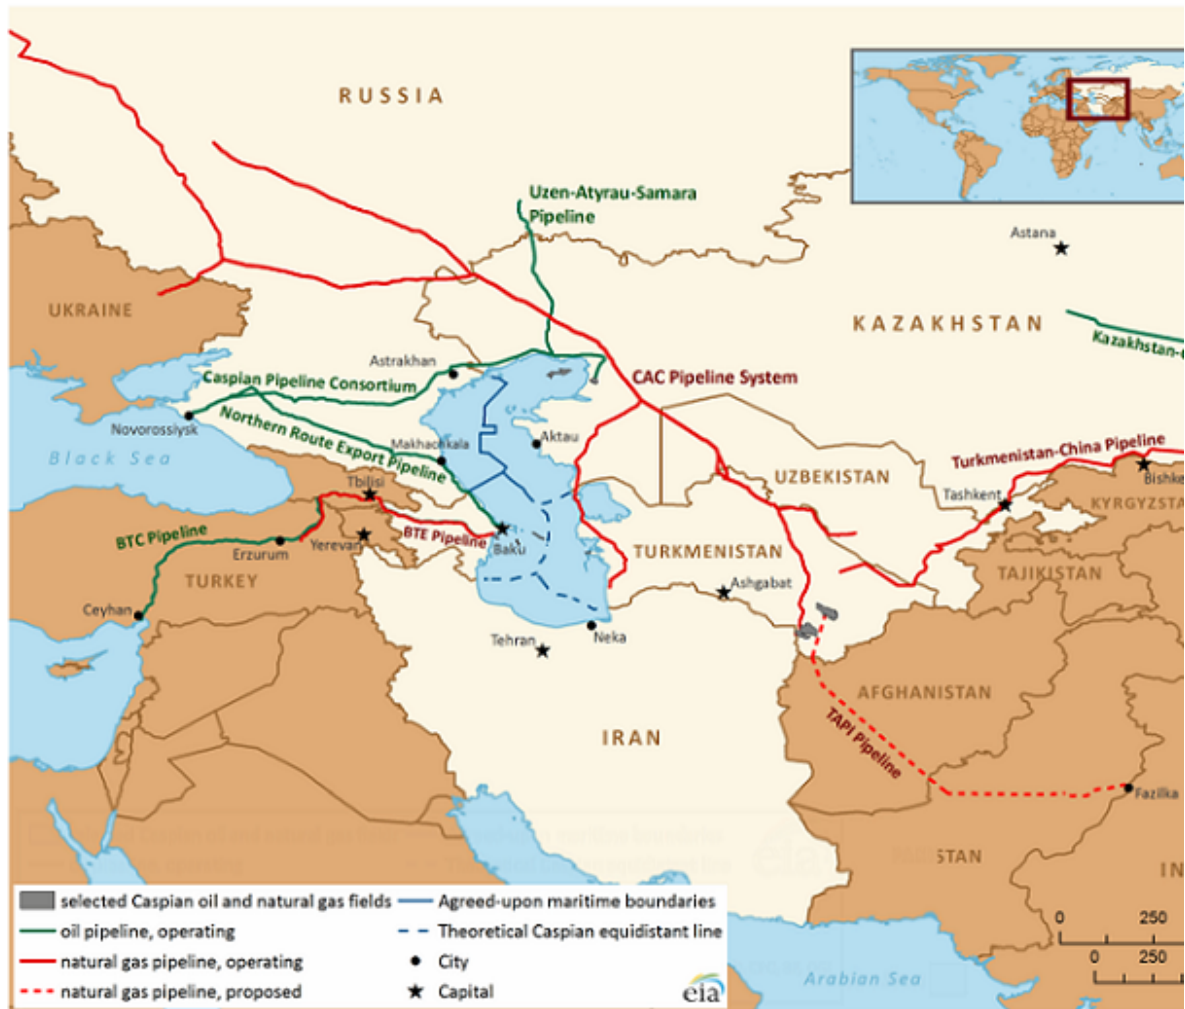 RUSSIA
Uzen-Atyrau-Samara
Pipeline
Astana
UKRAINE
KAZAKHSTAN
Kazakhstan-
Astrakhan
Caspian Pipeline Consortium
CAC Pipeline System
Novorossiysk
Northern Route Export Pipeline
Makhachkala
Aktau
Black Sea
Turkmenistan-China Pipeline
UZBEKISTAN
Bishke
Tbilisi
Tashkent
KYRGYZSTA
BTC Pipeline
BTE Pipeline
Erzurum
Yerevan
Baku
TURKMENISTAN
TURKEY
Ashgabat
TAJIKISTAN
Ceyhan
Tehran
Neka
AFGHANISTAN
IRAN
TAPI Pipeline
Fazilka
STAN
IN
selected Caspian oil and natural gas fields
Agreed-upon maritime boundaries
oil pipeline, operating
Theoretical Caspian equidistant line
natural gas pipeline, operating
City
natural gas pipeline, proposed
Capital
eia
Arabian Sea
0 250
0 250